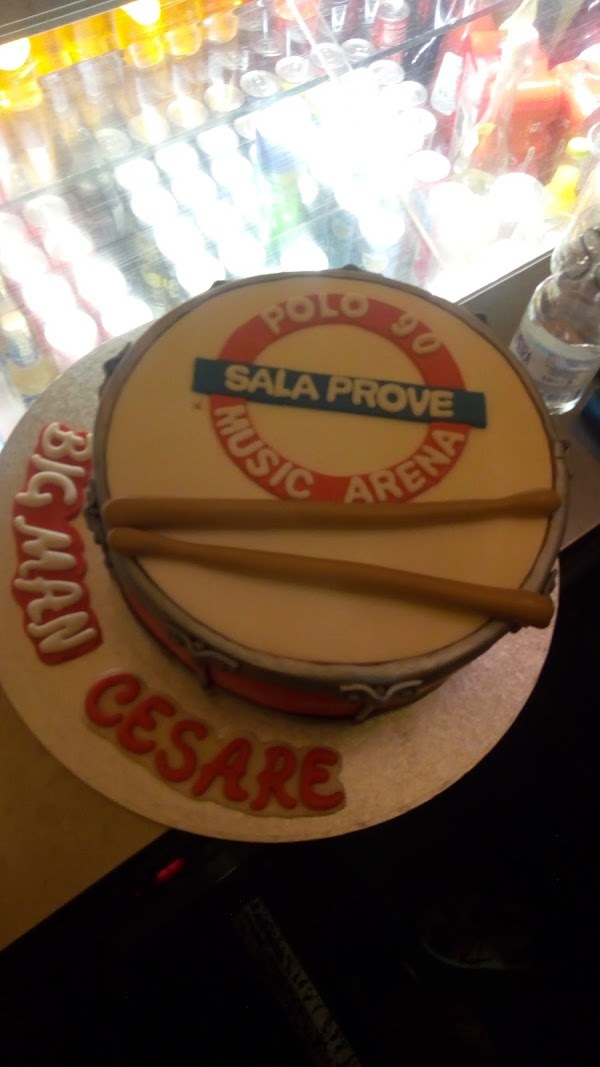 POLO 90
SALA PROVE
MUSIC ARENA
BIG MAN
CESARE